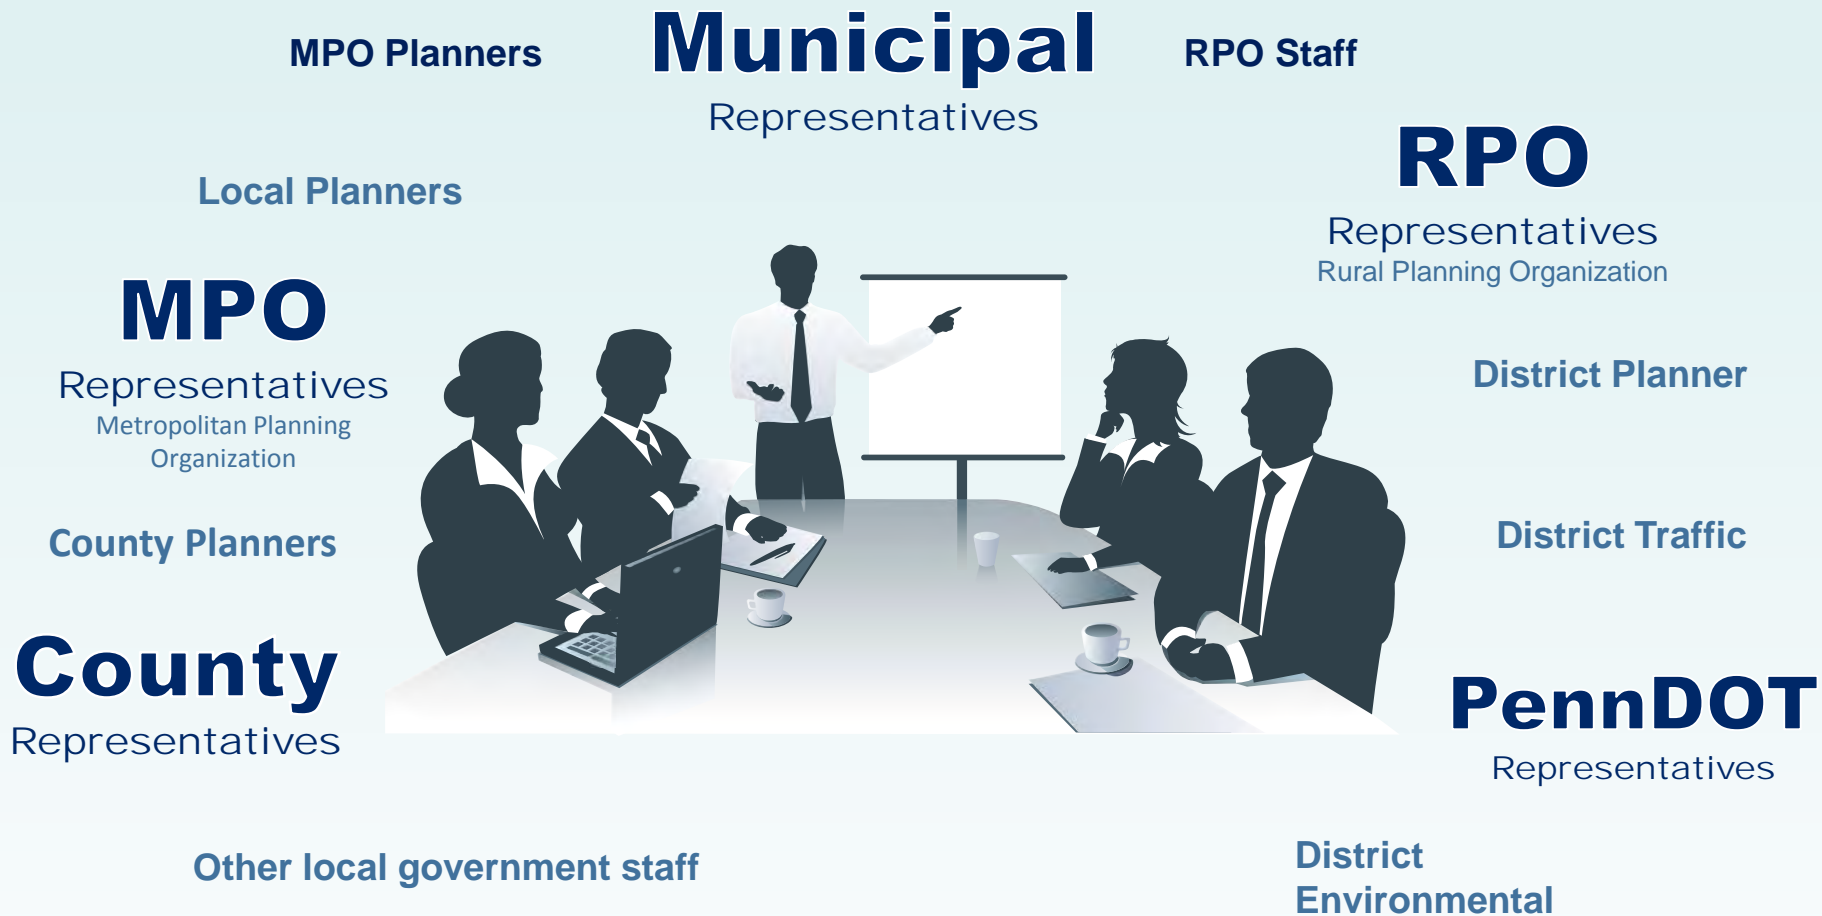 MPO Planners
Municipal
Representatives
RPO Staff
RPO
Representatives
Rural Planning Organization
Local Planners
MPO
Representatives
Metropolitan Planning
Organization
District Planner
County Planners
District Traffic
County
Representatives
PennDOT
Representatives
Other local government staff
District
Environmental